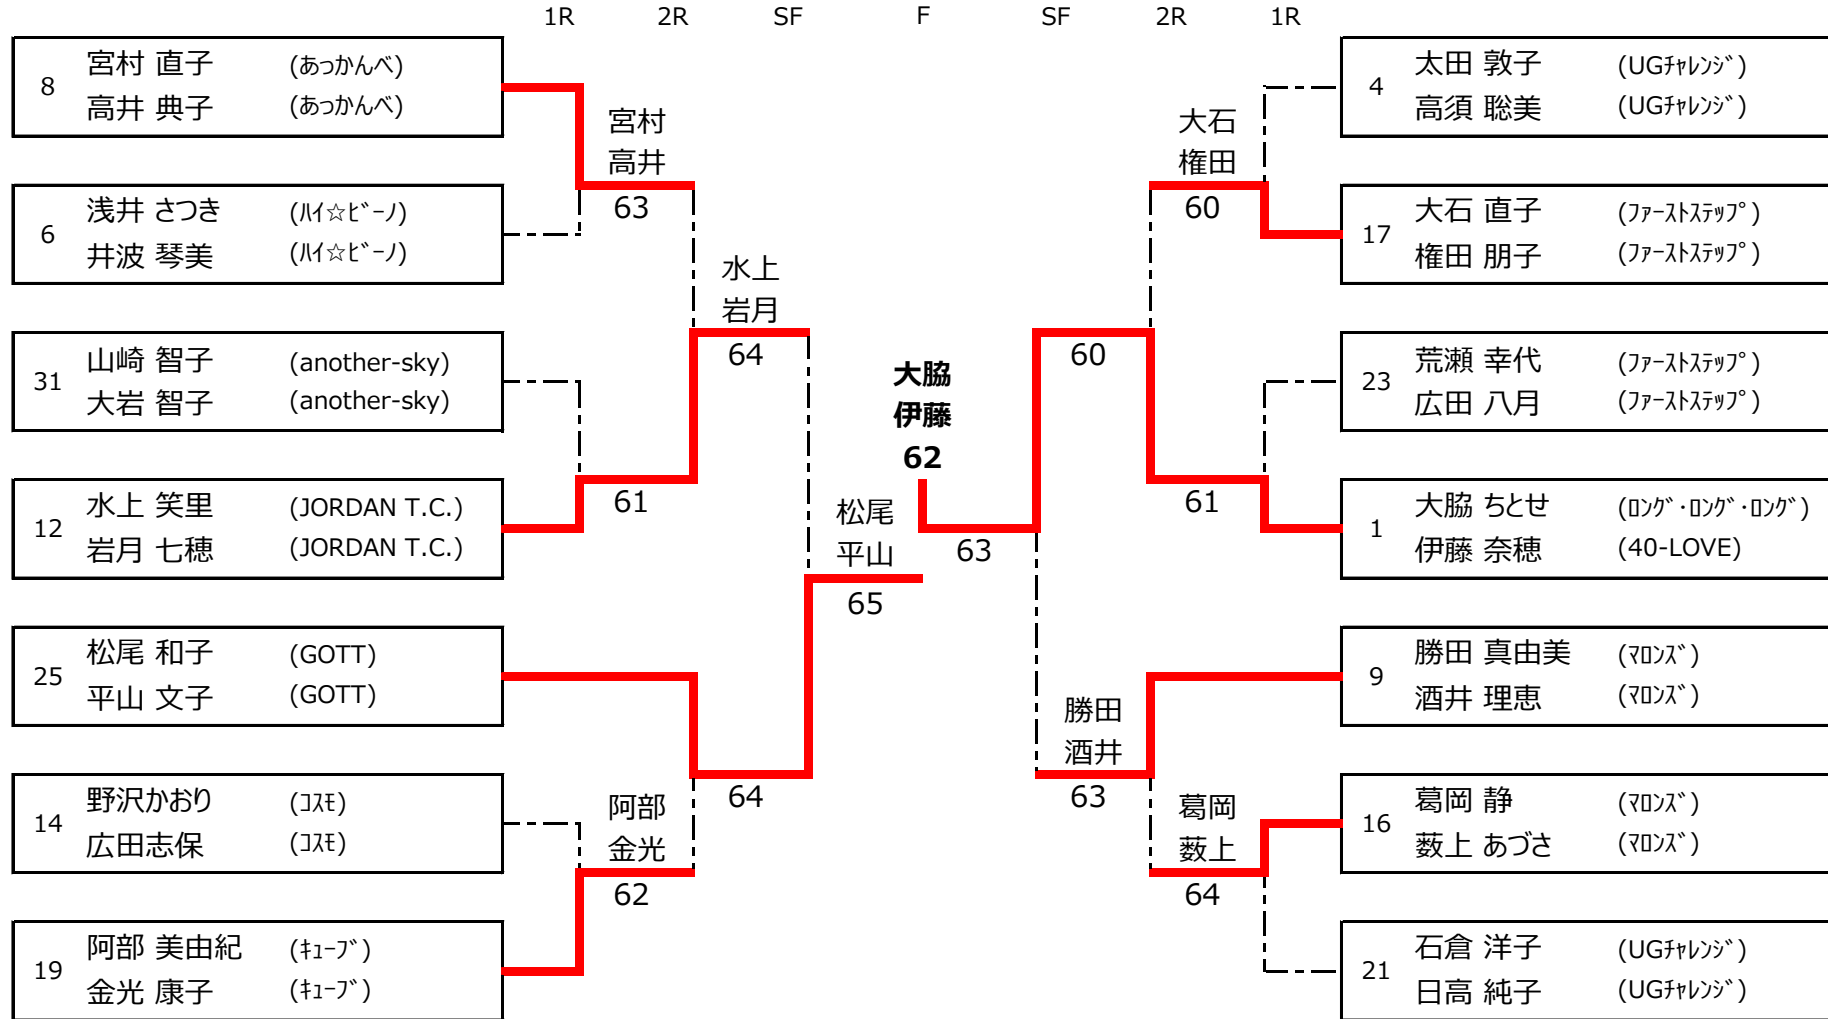 1R 2R SF F SF 2R 1R
8 宮村 直子 (あっかんべ)
高井 典子 (あっかんべ)
6 浅井 さつき (ﾊｲ☆ﾋﾞｰﾉ)
井波 琴美 (ﾊｲ☆ﾋﾞｰﾉ)
31 山崎 智子 (another-sky)
大岩 智子 (another-sky)
12 水上 笑里 (JORDAN T.C.)
岩月 七穂 (JORDAN T.C.)
25 松尾 和子 (GOTT)
平山 文子 (GOTT)
14 野沢かおり (ｺｽﾓ)
広田志保 (ｺｽﾓ)
19 阿部 美由紀 (ｷｭｰﾌﾞ)
金光 康子 (ｷｭｰﾌﾞ)
宮村
高井
63
61
阿部
金光
62
水上
岩月
64
64
松尾
平山
65
大脇
伊藤
62
63
60
勝田
酒井
63
大石
権田
60
61
葛岡
薮上
64
4 太田 敦子 (UGﾁｬﾚﾝｼﾞ)
高須 聡美 (UGﾁｬﾚﾝｼﾞ)
17 大石 直子 (ﾌｧｰｽﾄｽﾃｯﾌﾟ)
権田 朋子 (ﾌｧｰｽﾄｽﾃｯﾌﾟ)
23 荒瀬 幸代 (ﾌｧｰｽﾄｽﾃｯﾌﾟ)
広田 八月 (ﾌｧｰｽﾄｽﾃｯﾌﾟ)
1 大脇 ちとせ (ﾛﾝｸﾞ･ﾛﾝｸﾞ･ﾛﾝｸﾞ)
伊藤 奈穂 (40-LOVE)
9 勝田 真由美 (ﾏﾛﾝｽﾞ)
酒井 理恵 (ﾏﾛﾝｽﾞ)
16 葛岡 静 (ﾏﾛﾝｽﾞ)
薮上 あづさ (ﾏﾛﾝｽﾞ)
21 石倉 洋子 (UGﾁｬﾚﾝｼﾞ)
日高 純子 (UGﾁｬﾚﾝｼﾞ)